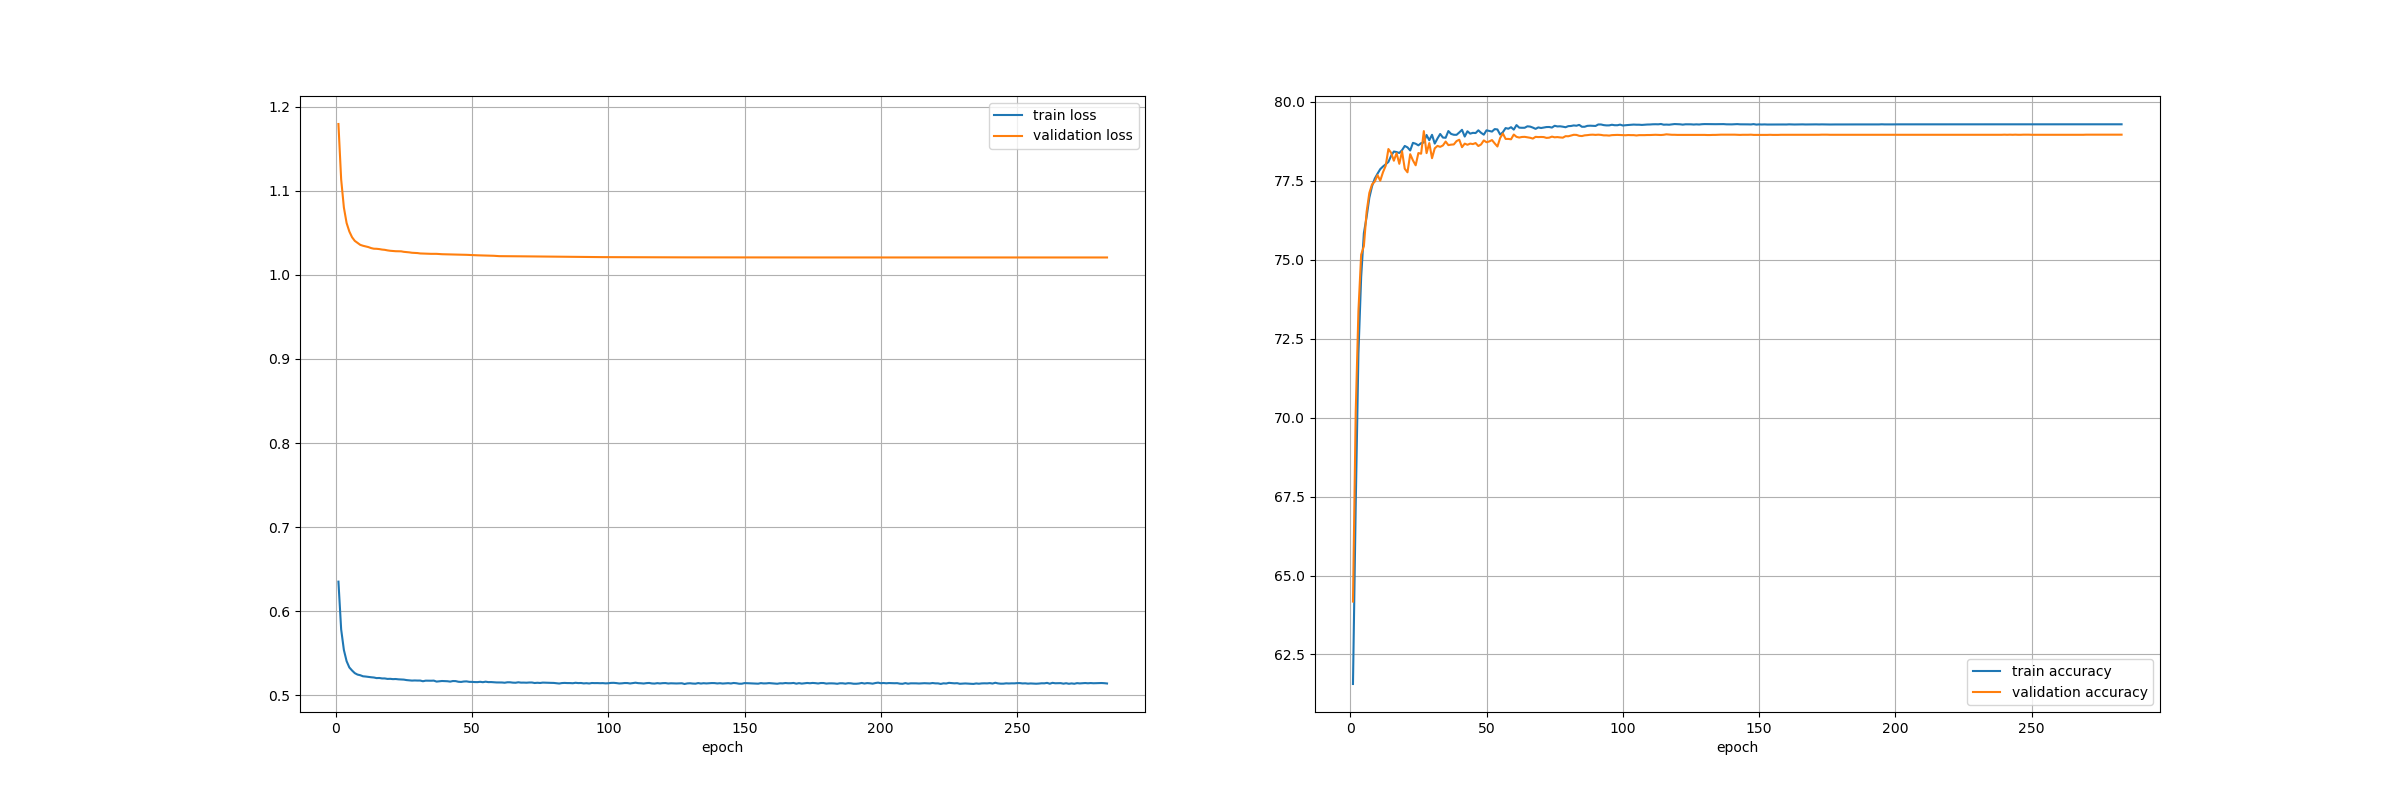 train loss
validation loss
1.2
1.1
1.0
0.9
0.8
0.7
0.6
0.5
0 50 100 150 200 250
epoch
80.0
77.5
75.0
72.5
70.0
67.5
65.0
62.5
train accuracy
validation accuracy
0 50 100 150 200 250
epoch